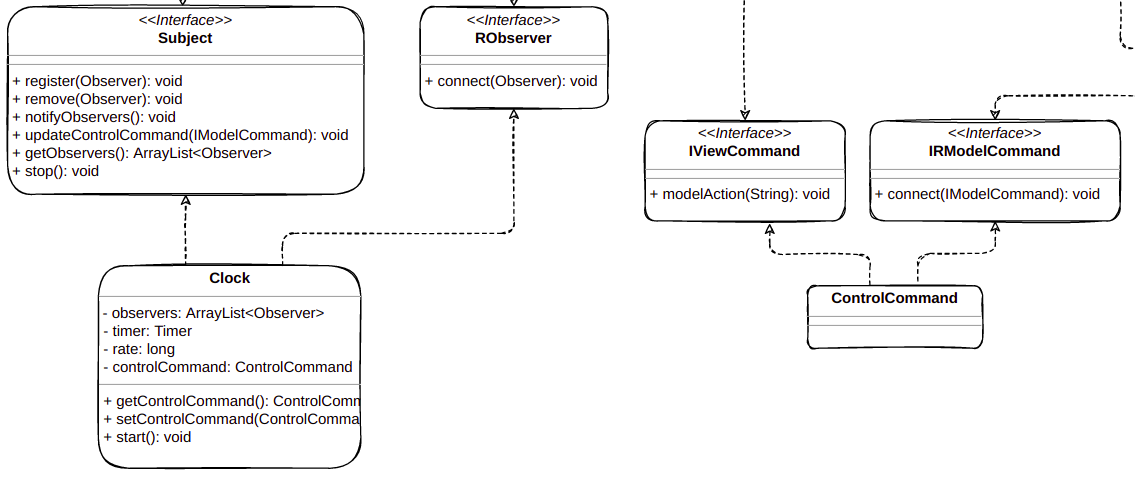 <<Interface>>
Subject
+ register(Observer): void
+ remove(Observer): void
+ notifyObservers(): void
+ updateControlCommand(IModelCommand): void
+ getObservers(): ArrayList<Observer>
+ stop(): void
<<Interface>>
RObserver
+ connect(Observer): void
<<Interface>>
IViewCommand
+ modelAction(String): void
<<Interface>>
IRModelCommand
+ connect(IModelCommand): void
Clock
- observers: ArrayList<Observer>
- timer: Timer
- rate: long
- controlCommand: ControlCommand
+ getControlCommand(): ControlComm
+ setControlCommand(ControlComma
+ start(): void
ControlCommand